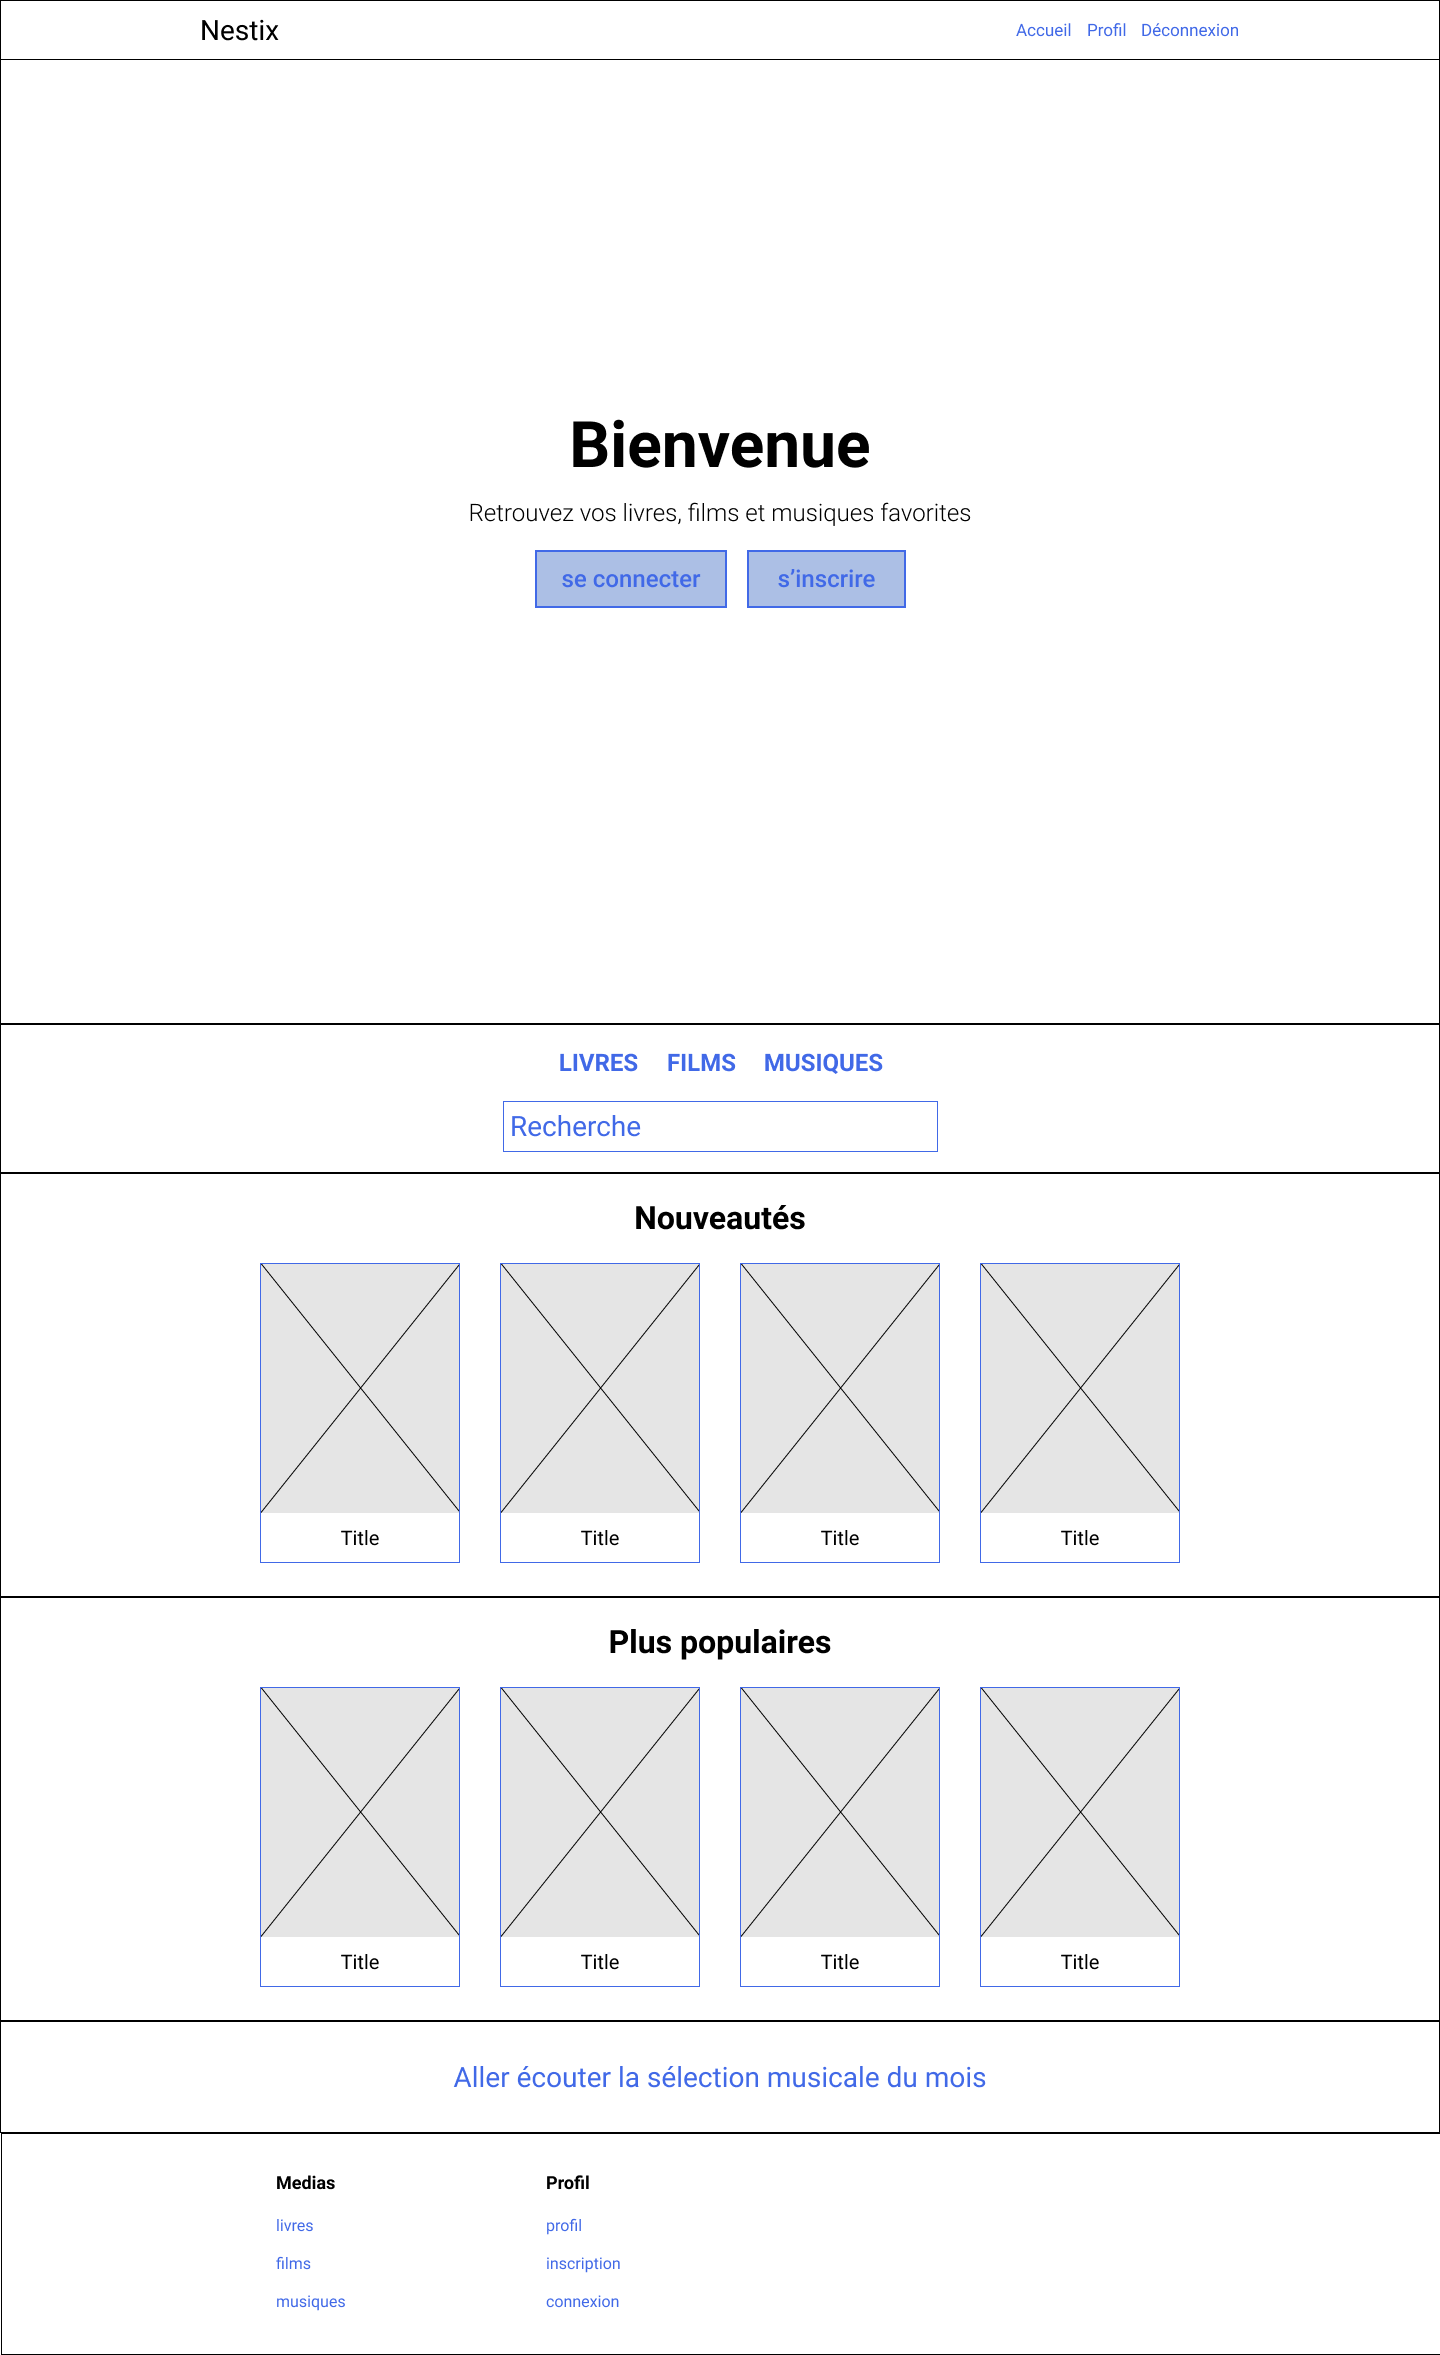 Nestix
Accueil Profil Déconnexion
Bienvenue
Retrouvez vos livres, films et musiques favorites
se connecter s’inscrire
LIVRES FILMS MUSIQUES
Recherche
Nouveautés
Title Title Title Title
Plus populaires
Title Title Title Title
Aller écouter la sélection musicale du mois
Medias
livres
films
musiques
Profil
profil
inscription
connexion